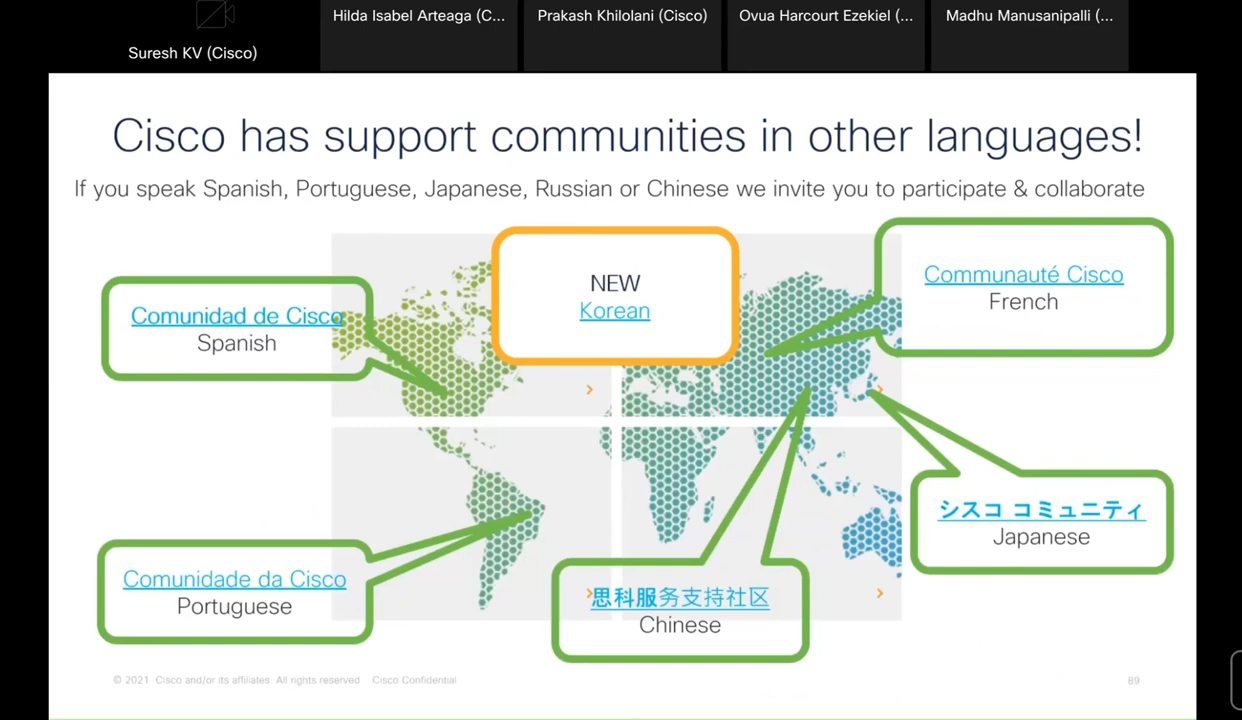 Suresh KV (Cisco)
Hilda Isabel Arteaga (C...
Prakash Khilolani (Cisco)
Ovua Harcourt Ezekiel (...
Madhu Manusanipalli (...
Cisco has support communities in other languages!
If you speak Spanish, Portuguese, Japanese, Russian or Chinese we invite you to participate & collaborate
NEW
Korean
Communauté Cisco
French
Comunidad de Cisco
Spanish
シスコ コミュニティ
Japanese
Comunidade da Cisco
Portuguese
思科服务支持社区
Chinese
© 2021 Cisco and/or its affiliates. All rights reserved. Cisco Confidential
89